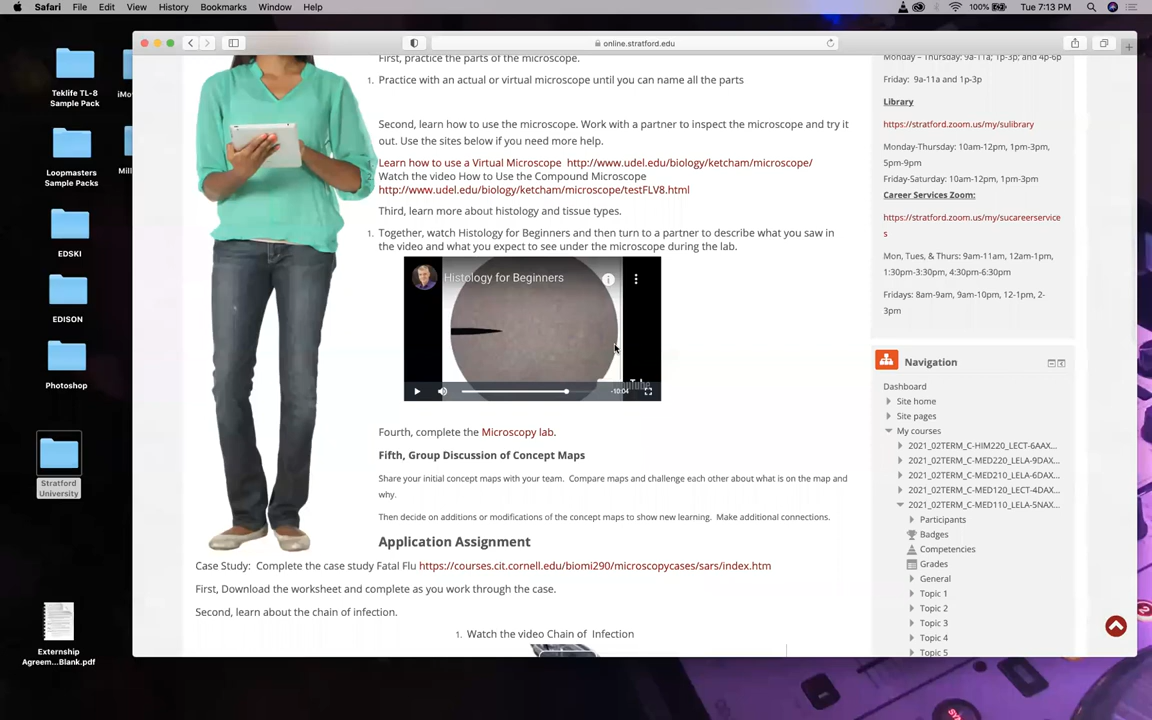 Safari File Edit View History Bookmarks Window Help
100%
Tue 7:13 PM
online.stratford.edu
Teklife TL-8
Sample Pack
Loopmasters
Sample Packs
EDSKI
EDISON
Photoshop
Stratford
University
Externship
Agreem...Blank.pdf
iMov
Mill
First, practice the parts of the microscope.
1. Practice with an actual or virtual microscope until you can name all the parts
Second, learn how to use the microscope. Work with a partner to inspect the microscope and try it
out. Use the sites below if you need more help.
1. Learn how to use a Virtual Microscope http://www.udel.edu/biology/ketcham/microscope/
2. Watch the video How to Use the Compound Microscope
http://www.udel.edu/biology/ketcham/microscope/testFLV8.html
Third, learn more about histology and tissue types.
1. Together, watch Histology for Beginners and then turn to a partner to describe what you saw in
the video and what you expect to see under the microscope during the lab.
Histology for Beginners
-10:04
Fourth, complete the Microscopy lab.
Fifth, Group Discussion of Concept Maps
Share your initial concept maps with your team. Compare maps and challenge each other about what is on the map and
why.
Then decide on additions or modifications of the concept maps to show new learning. Make additional connections.
Application Assignment
Case Study: Complete the case study Fatal Flu https://courses.cit.cornell.edu/biomi290/microscopycases/sars/index.htm
First, Download the worksheet and complete as you work through the case.
Second, learn about the chain of infection.
1. Watch the video Chain of Infection
Monday – Thursday: 9a-11a; 1p-3p; and 4p-6p
Friday: 9a-11a and 1p-3p
Library
https://stratford.zoom.us/my/sulibrary
Monday-Thursday: 10am-12pm, 1pm-3pm,
5pm-9pm
Friday-Saturday: 10am-12pm, 1pm-3pm
Career Services Zoom:
https://stratford.zoom.us/my/sucareerservice
s
Mon, Tues, & Thurs: 9am-11am, 12am-1pm,
1:30pm-3:30pm, 4:30pm-6:30pm
Fridays: 8am-9am, 9am-10pm, 12-1pm, 2-
3pm
Navigation
Dashboard
Site home
Site pages
My courses
2021_02TERM_C-HIM220_LECT-6AAX...
2021_02TERM_C-MED220_LELA-9DAX...
2021_02TERM_C-MED210_LELA-6DAX...
2021_02TERM_C-MED120_LECT-4DAX...
2021_02TERM_C-MED110_LELA-5NAX...
Participants
Badges
Competencies
Grades
General
Topic 1
Topic 2
Topic 3
Topic 4
Topic 5